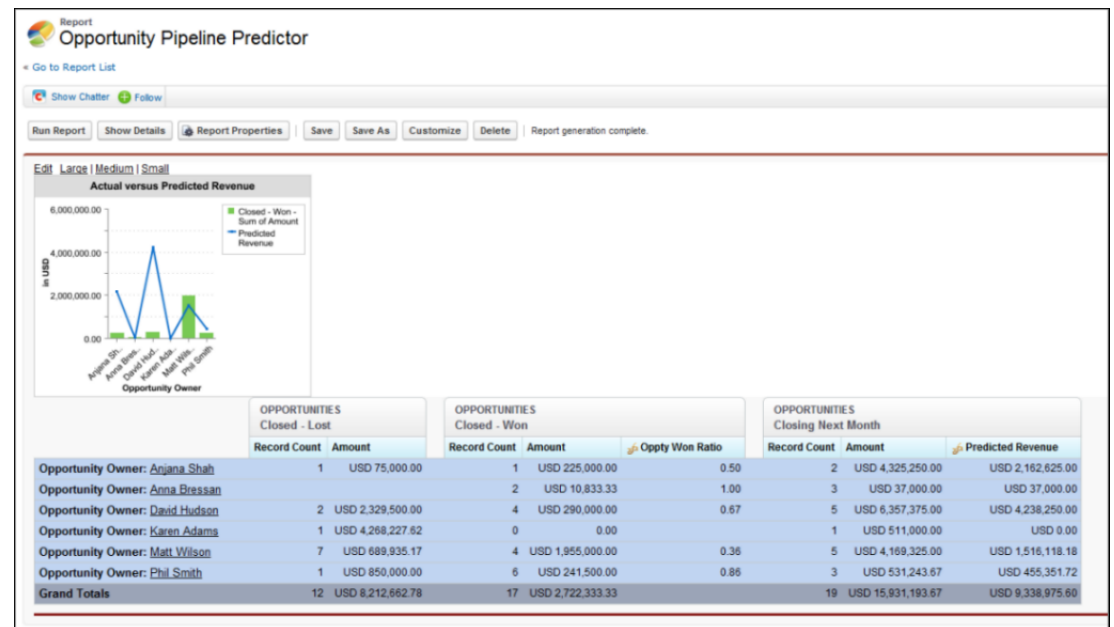 Report
Opportunity Pipeline Predictor
« Go to Report List
Show Chatter Follow
Run Report Show Details Report Properties Save Save As Customize Delete Report generation complete.
Edit Large | Medium | Small
Actual versus Predicted Revenue
6,000,000.00
4,000,000.00
2,000,000.00
0.00
in USD
Closed - Won -
Sum of Amount
Predicted
Revenue
Anjana Sh..
Anna Bres..
David Hud..
Karen Ada..
Matt Wils..
Phil Smith
Opportunity Owner
OPPORTUNITIES OPPORTUNITIES OPPORTUNITIES
Closed - Lost Closed - Won Closing Next Month
Record Count Amount Record Count Amount Oppty Won Ratio Record Count Amount Predicted Revenue
Opportunity Owner: Anjana Shah 1 USD 75,000.00 1 USD 225,000.00 0.50 2 USD 4,325,250.00 USD 2,162,625.00
Opportunity Owner: Anna Bressan 2 USD 10,833.33 1.00 3 USD 37,000.00 USD 37,000.00
Opportunity Owner: David Hudson 2 USD 2,329,500.00 4 USD 290,000.00 0.67 5 USD 6,357,375.00 USD 4,238,250.00
Opportunity Owner: Karen Adams 1 USD 4,268,227.62 0 0.00 1 USD 511,000.00 USD 0.00
Opportunity Owner: Matt Wilson 7 USD 689,935.17 4 USD 1,955,000.00 0.36 5 USD 4,169,325.00 USD 1,516,118.18
Opportunity Owner: Phil Smith 1 USD 850,000.00 6 USD 241,500.00 0.86 3 USD 531,243.67 USD 455,351.72
Grand Totals 12 USD 8,212,662.78 17 USD 2,722,333.33 19 USD 15,931,193.67 USD 9,338,975.60